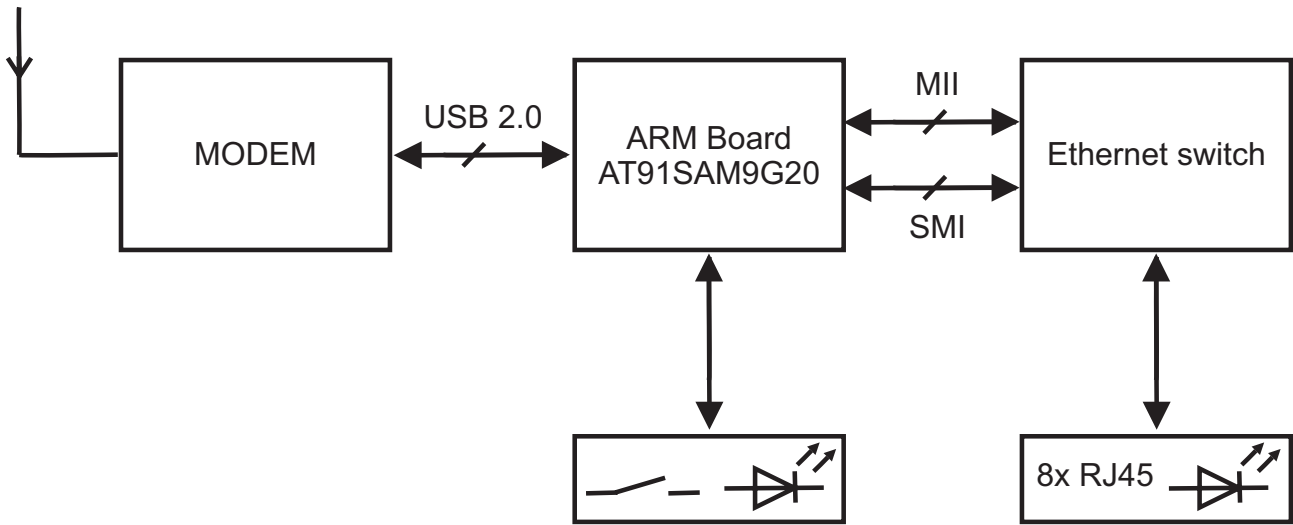 MODEM
USB 2.0
ARM Board
AT91SAM9G20
MII
SMI
Ethernet switch
8x RJ45